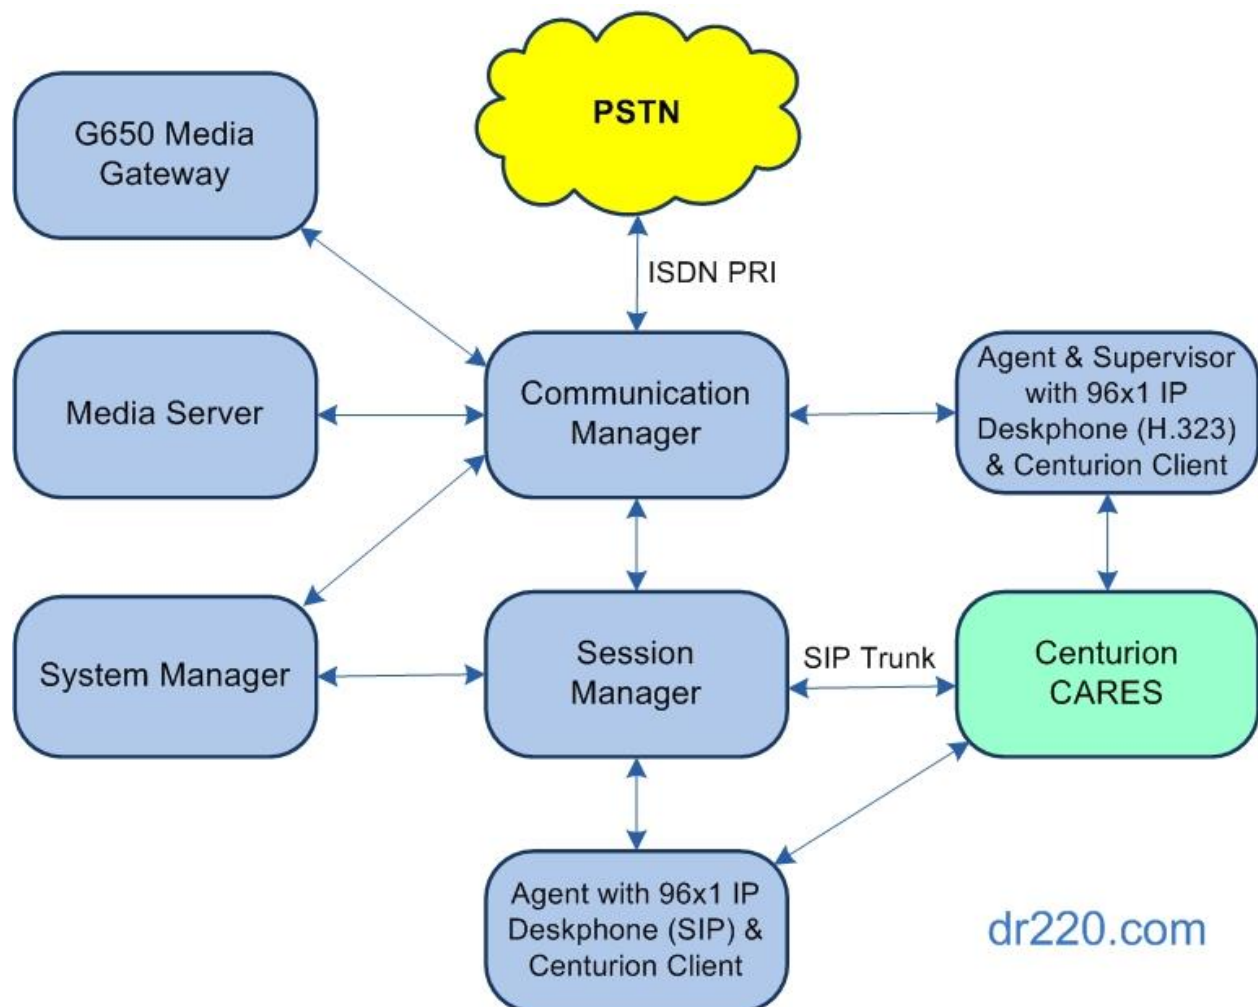 PSTN
G650 Media
Gateway
ISDN PRI
Media Server
Communication
Manager
Agent & Supervisor
with 96x1 IP
Deskphone (H.323)
& Centurion Client
System Manager
Session
Manager
SIP Trunk
Centurion
CARES
Agent with 96x1 IP
Deskphone (SIP) &
Centurion Client
dr220.com